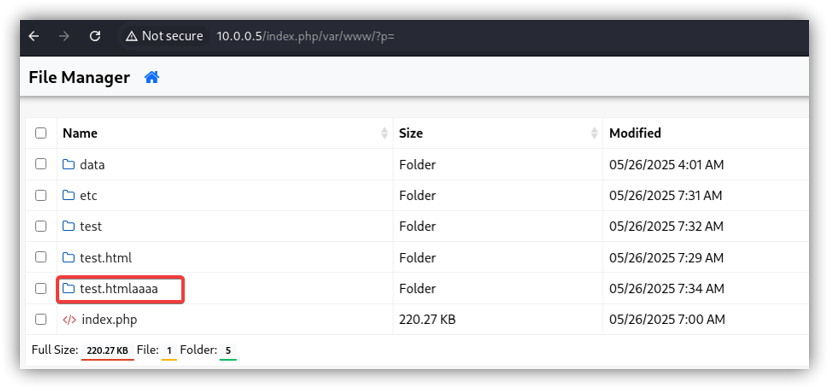 Not secure 10.0.0.5/index.php/var/www/?p=
File Manager
Name Size Modified
data Folder 05/26/2025 4:01 AM
etc Folder 05/26/2025 7:31 AM
test Folder 05/26/2025 7:32 AM
test.html Folder 05/26/2025 7:29 AM
test.htmlaaaa Folder 05/26/2025 7:34 AM
</> index.php 220.27 KB 05/26/2025 7:00 AM
Full Size: 220.27 KB File: 1 Folder: 5